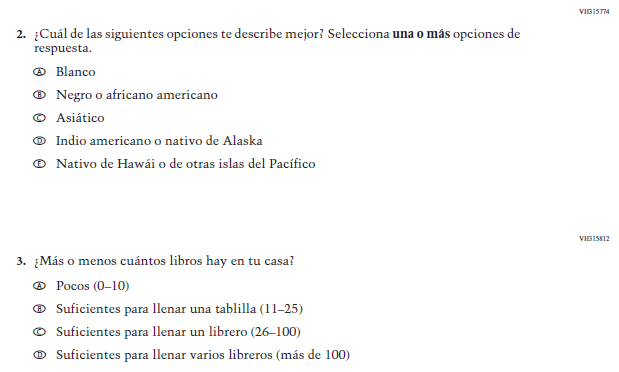 VH315774
2. ¿Cuál de las siguientes opciones te describe mejor? Selecciona una o más opciones de
respuesta.
A Blanco
B Negro o africano americano
C Asiático
D Indio americano o nativo de Alaska
E Nativo de Hawái o de otras islas del Pacífico
VH315812
3. ¿Más o menos cuántos libros hay en tu casa?
A Pocos (0–10)
B Suficientes para llenar una tablilla (11–25)
C Suficientes para llenar un librero (26–100)
D Suficientes para llenar varios libreros (más de 100)